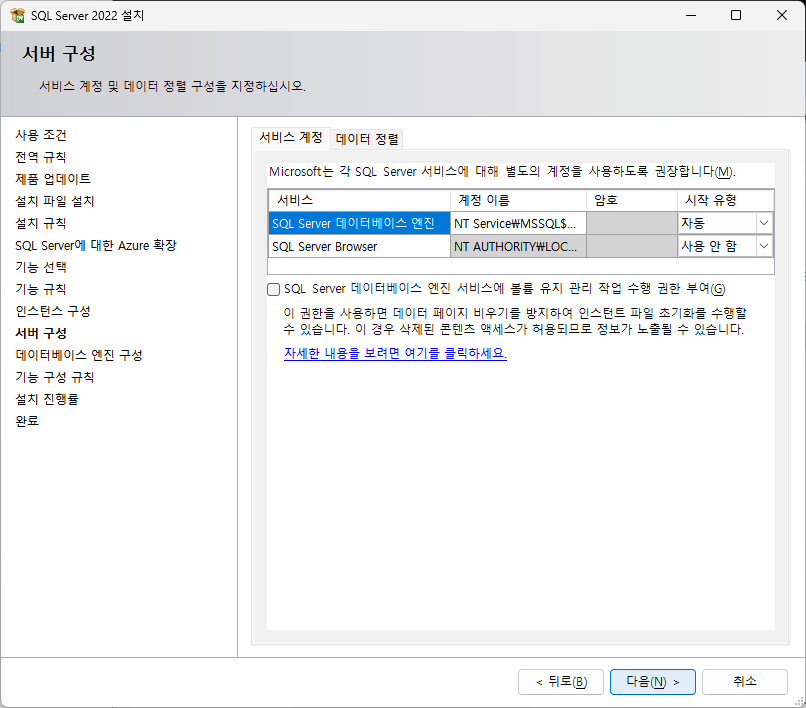 SQL Server 2022 설치
서버 구성
서비스 계정 및 데이터 정렬 구성을 지정하십시오.
사용 조건
전역 규칙
제품 업데이트
설치 파일 설치
설치 규칙
SQL Server에 대한 Azure 확장
기능 선택
기능 규칙
인스턴스 구성
서버 구성
데이터베이스 엔진 구성
기능 구성 규칙
설치 진행률
완료
서비스 계정 데이터 정렬
Microsoft는 각 SQL Server 서비스에 대해 별도의 계정을 사용하도록 권장합니다(M).
서비스 계정 이름 암호 시작 유형
SQL Server 데이터베이스 엔진 NT Service₩MSSQL$... 자동
SQL Server Browser NT AUTHORITY₩LOC... 사용 안 함
SQL Server 데이터베이스 엔진 서비스에 볼륨 유지 관리 작업 수행 권한 부여(G)
이 권한을 사용하면 데이터 페이지 비우기를 방지하여 인스턴트 파일 초기화를 수행할
수 있습니다. 이 경우 삭제된 콘텐츠 액세스가 허용되므로 정보가 노출될 수 있습니다.
자세한 내용을 보려면 여기를 클릭하세요.
< 뒤로(B) 다음(N) > 취소